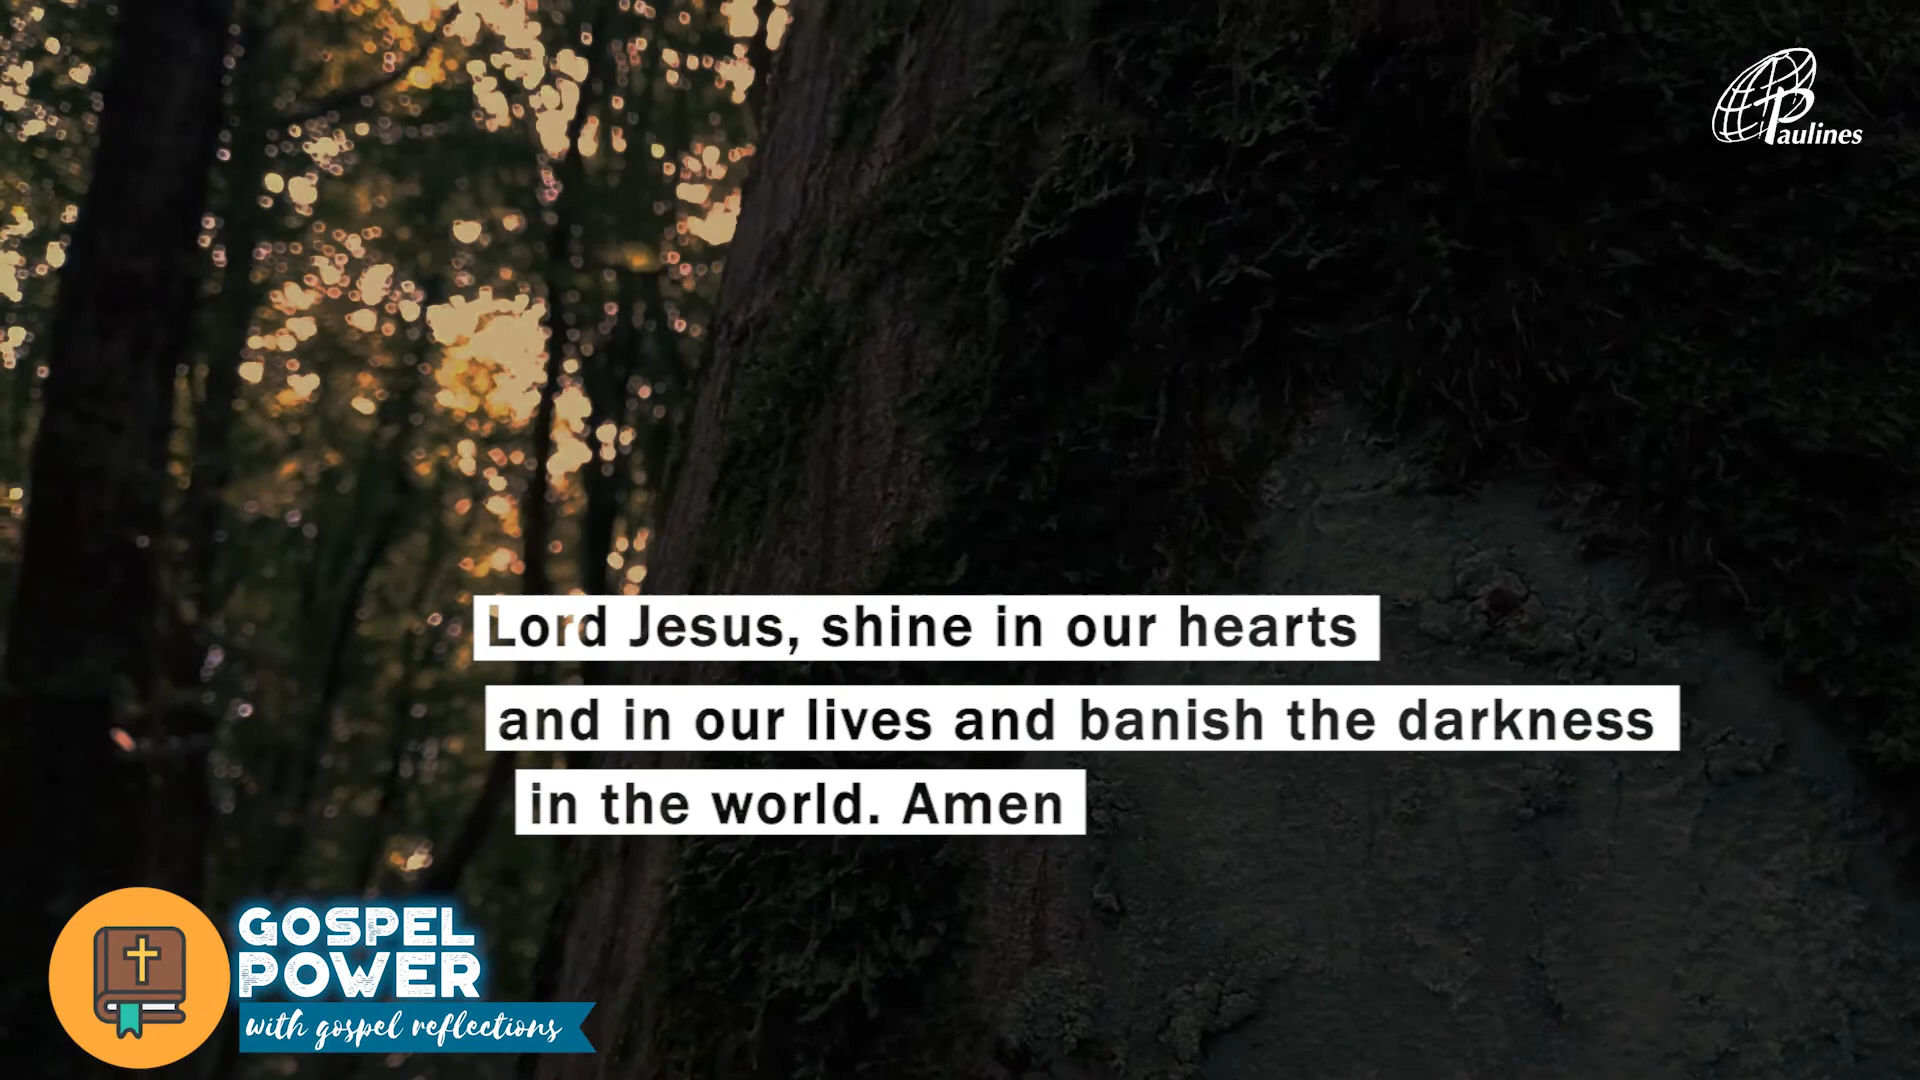 Paulines
Lord Jesus, shine in our hearts
and in our lives and banish the darkness
in the world. Amen
GOSPEL
POWER
with gospel reflections